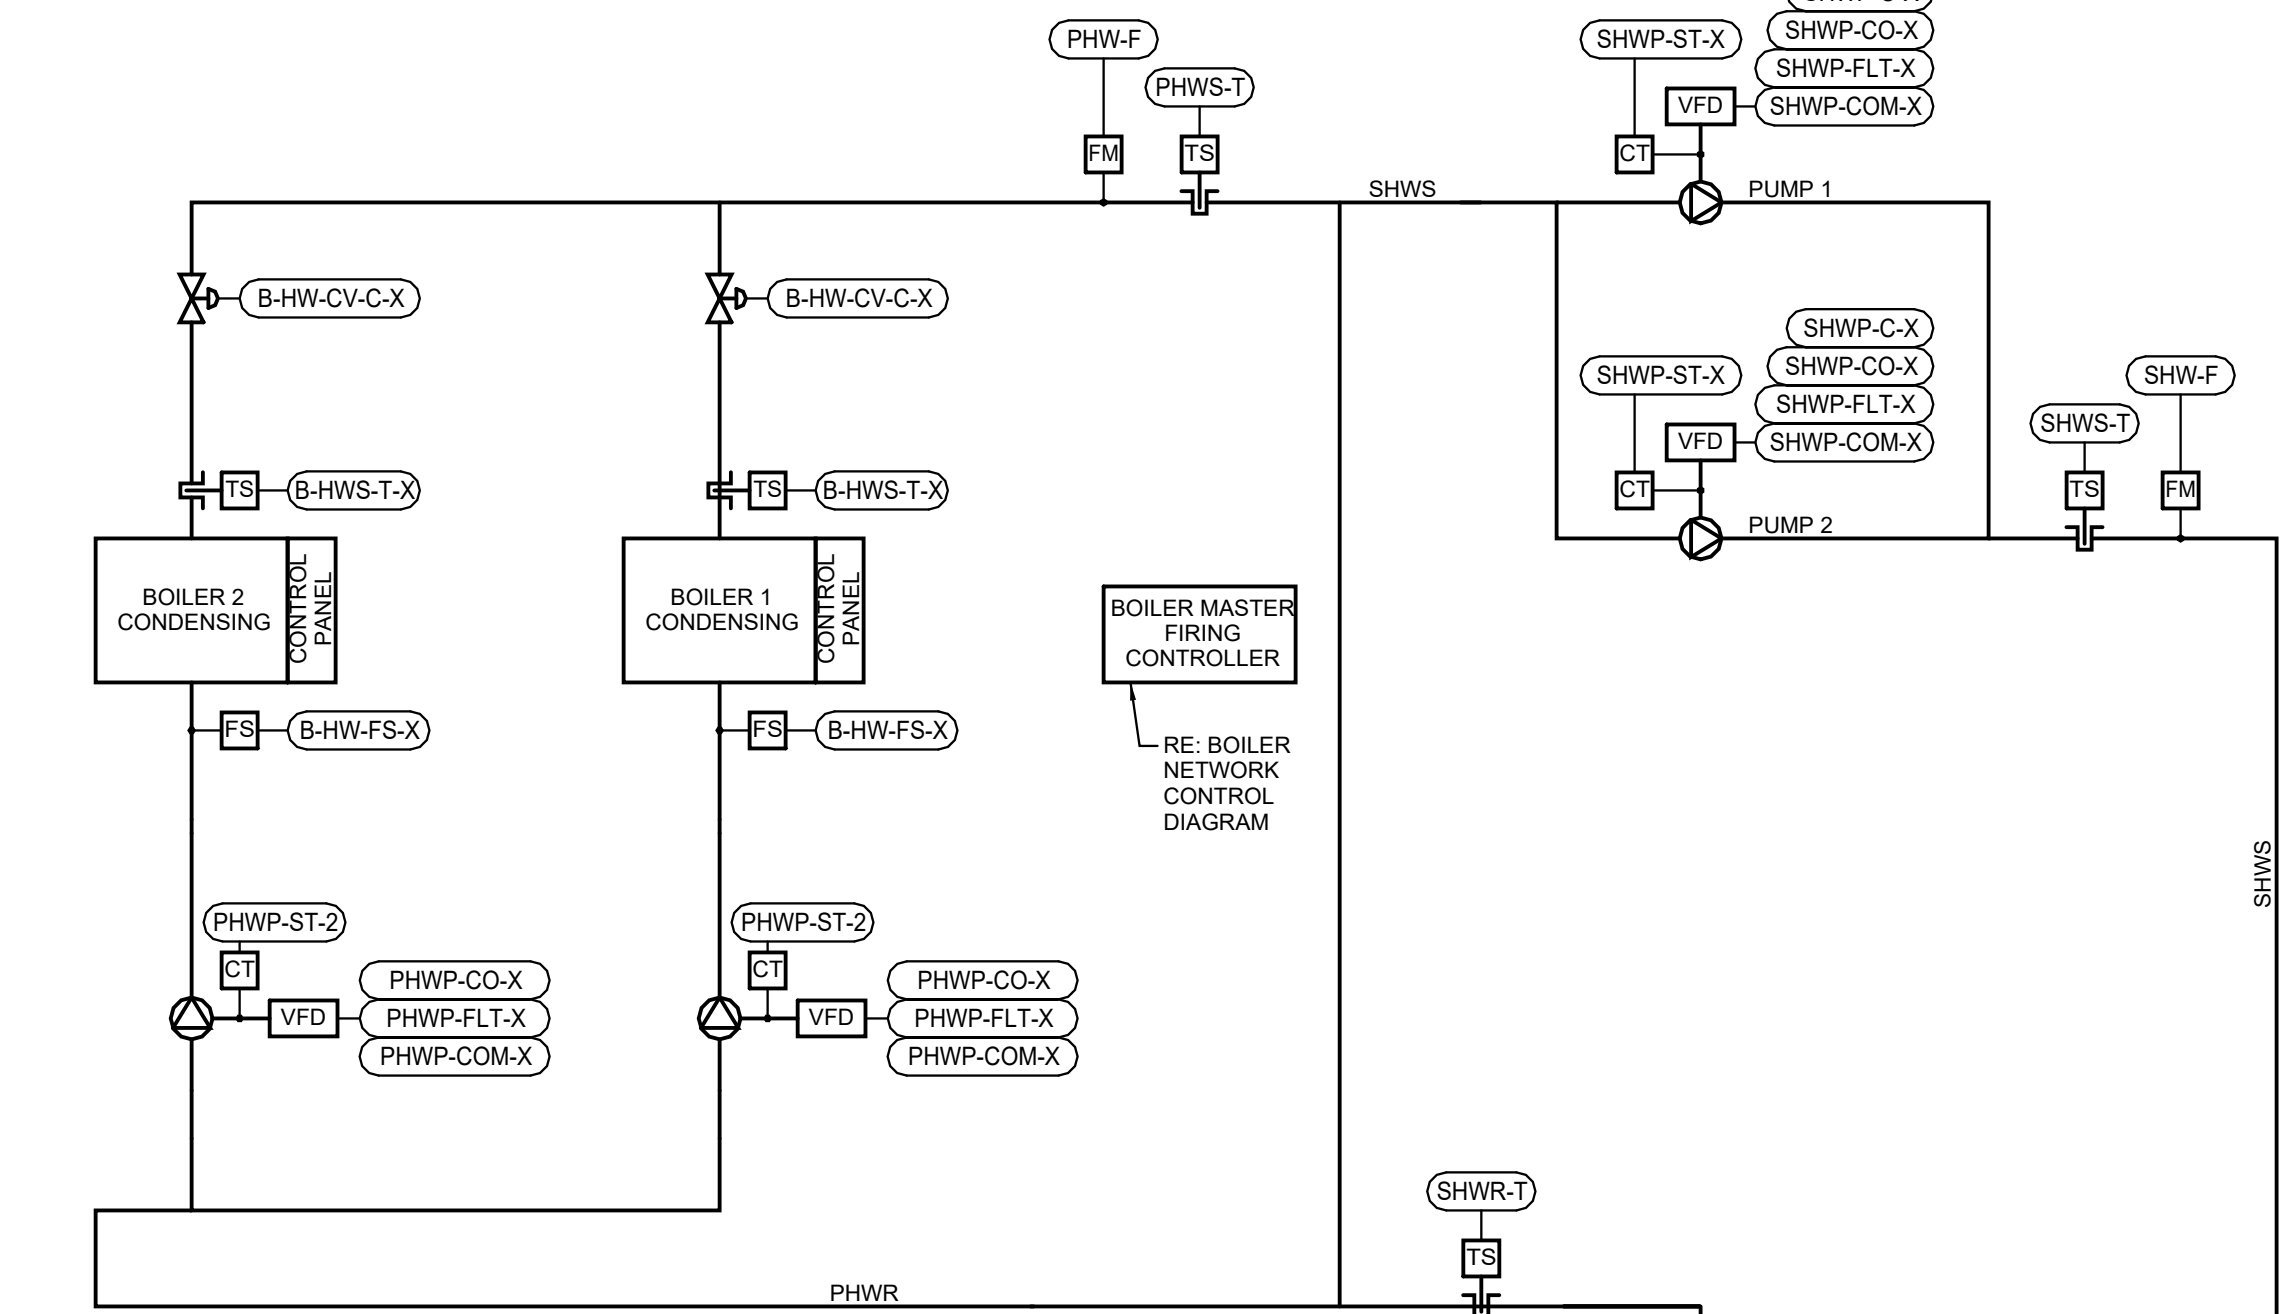 PHW-F
PHWS-T
FM
TS
SHWP-ST-X
SHWP-CO-X
SHWP-FLT-X
SHWP-COM-X
VFD
CT
SHWS
PUMP 1
B-HW-CV-C-X
B-HW-CV-C-X
SHWP-ST-X
SHWP-C-X
SHWP-CO-X
SHWP-FLT-X
SHWP-COM-X
VFD
CT
PUMP 2
SHWS-T
SHW-F
TS
FM
TS
B-HWS-T-X
TS
B-HWS-T-X
BOILER 2
CONDENSING
CONTROL
PANEL
BOILER 1
CONDENSING
CONTROL
PANEL
BOILER MASTER
FIRING
CONTROLLER
RE: BOILER
NETWORK
CONTROL
DIAGRAM
FS
B-HW-FS-X
FS
B-HW-FS-X
SHWS
PHWP-ST-2
CT
VFD
PHWP-CO-X
PHWP-FLT-X
PHWP-COM-X
PHWP-ST-2
CT
VFD
PHWP-CO-X
PHWP-FLT-X
PHWP-COM-X
SHWR-T
TS
PHWR